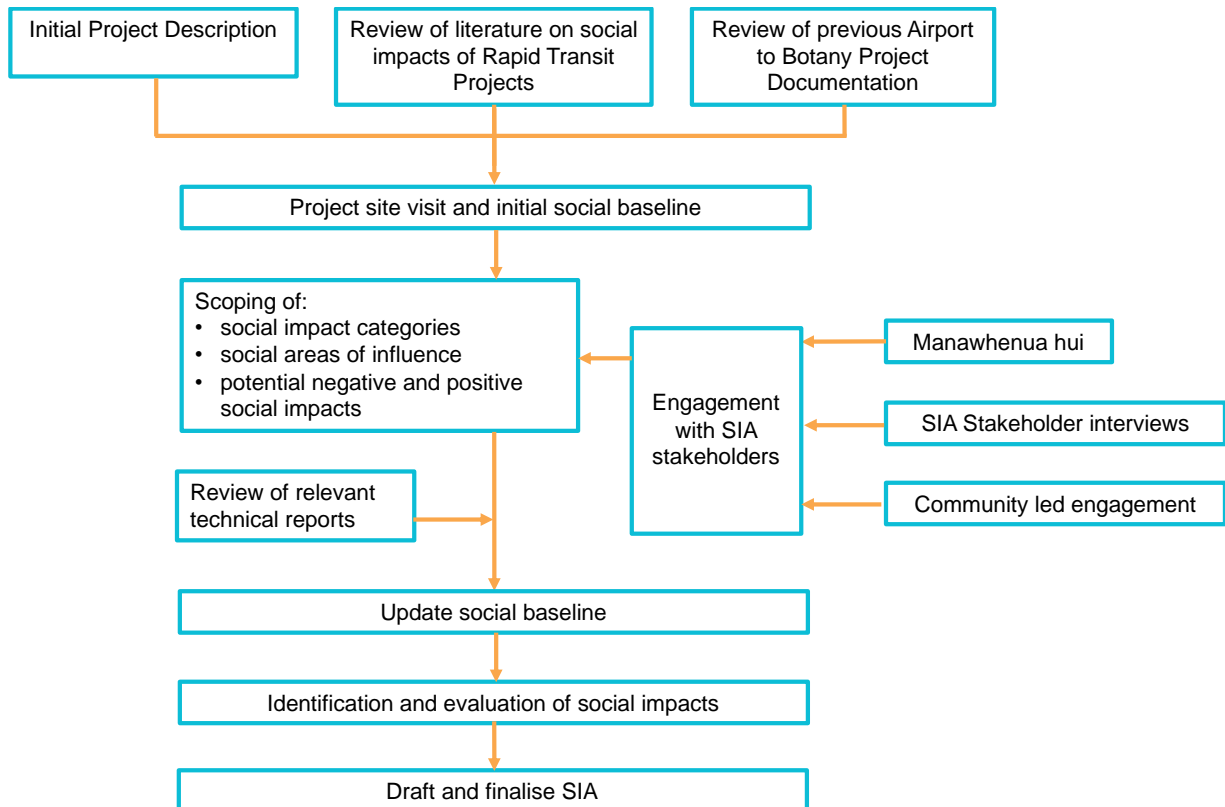 Initial Project Description
Review of literature on social
impacts of Rapid Transit
Projects
Review of previous Airport
to Botany Project
Documentation
Project site visit and initial social baseline
Scoping of:
• social impact categories
• social areas of influence
• potential negative and positive
social impacts
Engagement
with SIA
stakeholders
Manawhenua hui
SIA Stakeholder interviews
Community led engagement
Review of relevant
technical reports
Update social baseline
Identification and evaluation of social impacts
Draft and finalise SIA